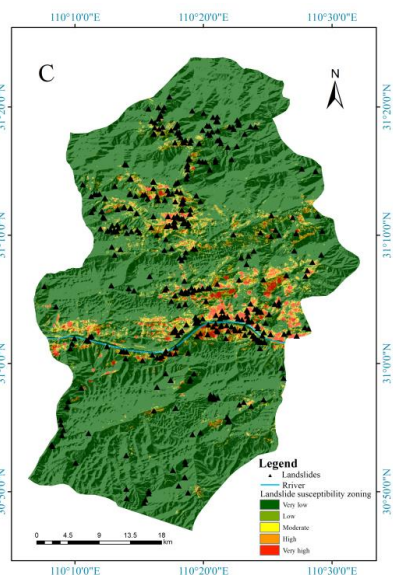 110°10'0"E 110°20'0"E 110°30'0"E
C
N
31°20'0"N 31°20'0"N
31°10'0"N 31°10'0"N
31°0'0"N 31°0'0"N
30°50'0"N 30°50'0"N
Legend
Landslides
Rriver
Landslide susceptibility zoning
Very low
Low
Moderate
High
Very high
0 4.5 9 13.5 18
km
110°10'0"E 110°20'0"E 110°30'0"E